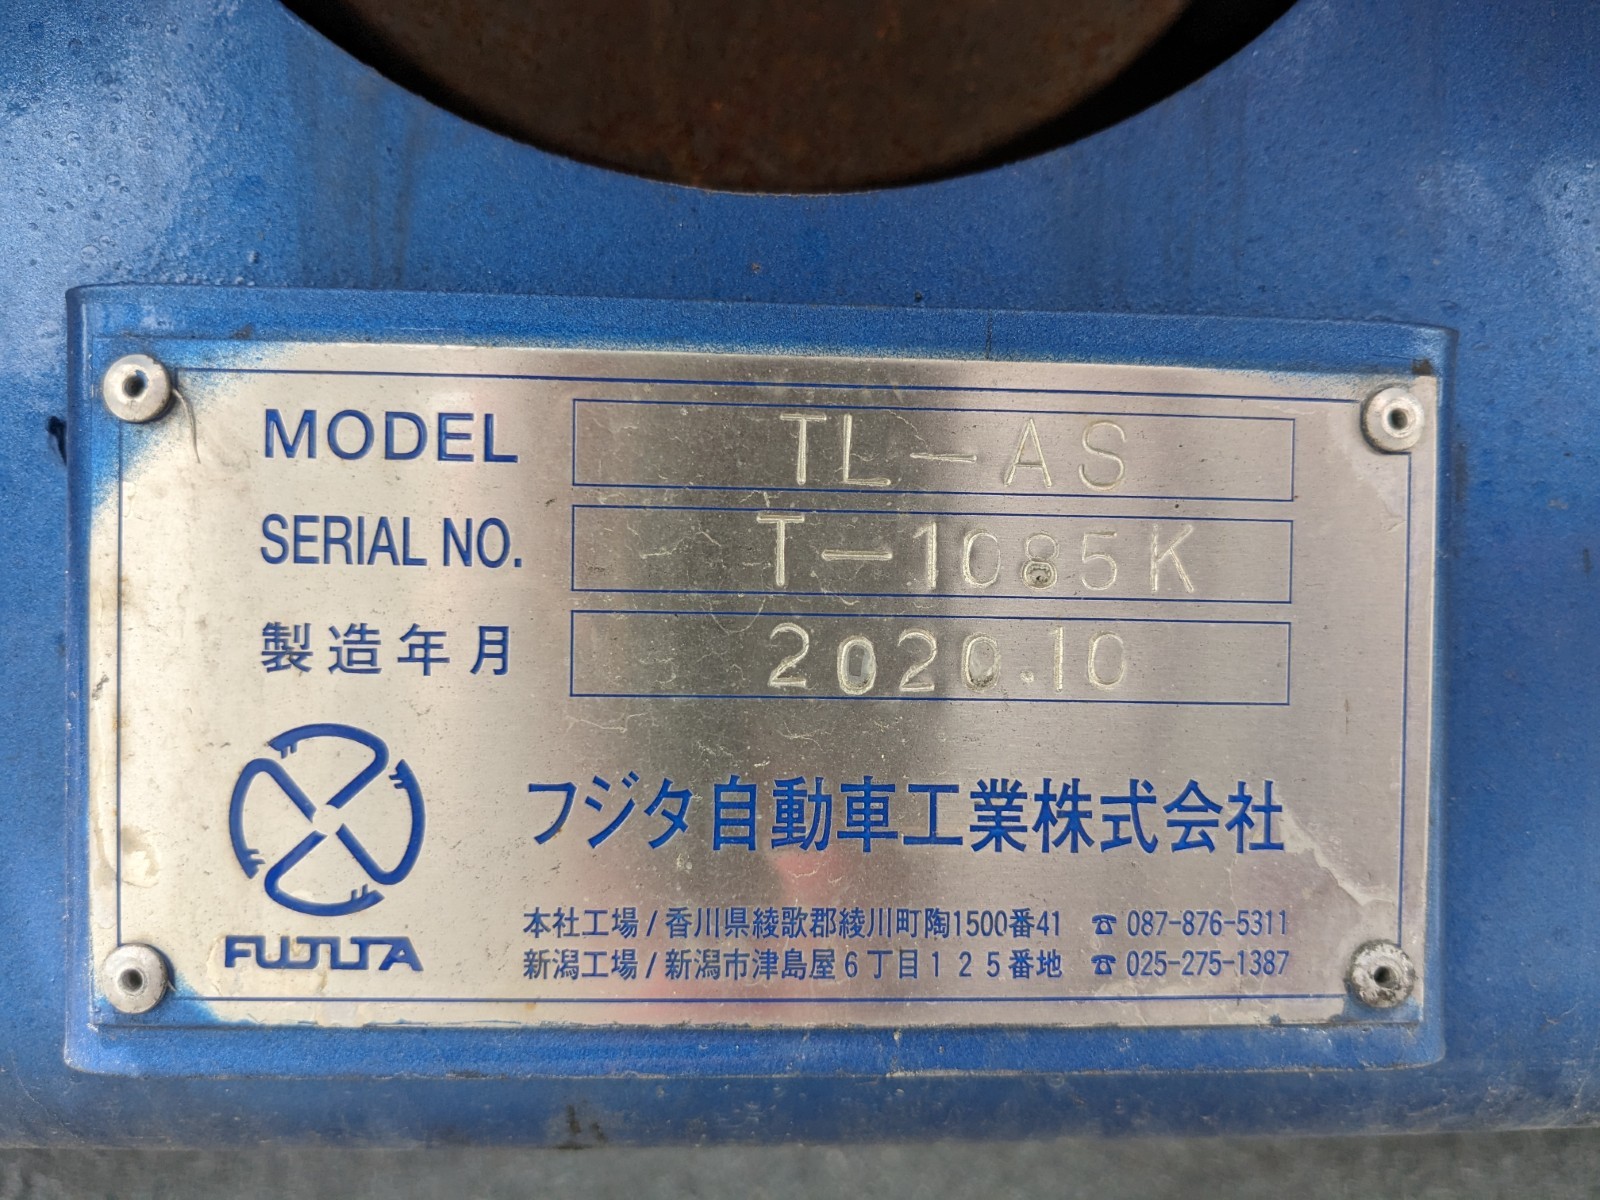 MODEL TL-AS
SERIAL NO. T-1085K
製造年月 2020.10
フジタ自動車工業株式会社
FUJITA
本社工場/香川県綾歌郡綾川町陶1500番41 ☎ 087-876-5311
新潟工場/新潟市津島屋6丁目125番地 ☎ 025-275-1387